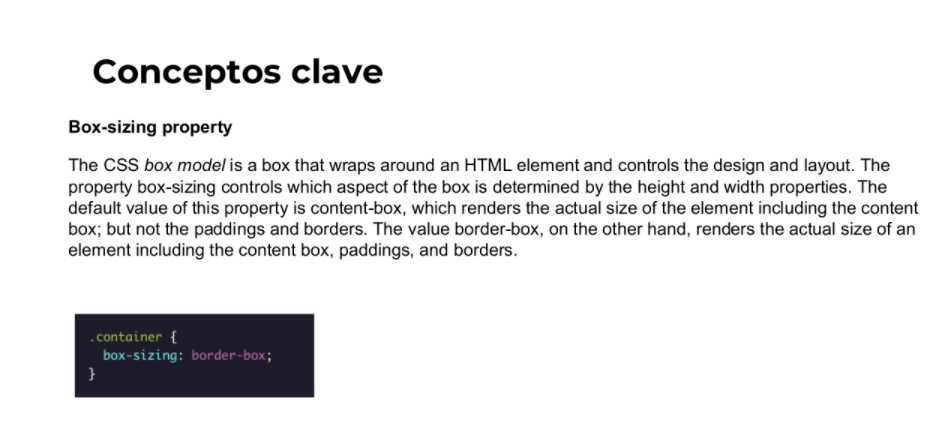 Conceptos clave
Box-sizing property
The CSS box model is a box that wraps around an HTML element and controls the design and layout. The
property box-sizing controls which aspect of the box is determined by the height and width properties. The
default value of this property is content-box, which renders the actual size of the element including the content
box; but not the paddings and borders. The value border-box, on the other hand, renders the actual size of an
element including the content box, paddings, and borders.
.container {
  box-sizing: border-box;
}